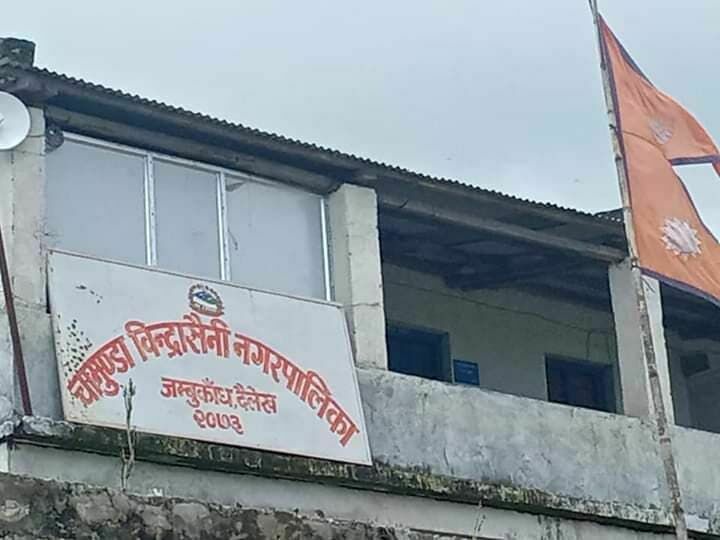 चामुण्डा विन्द्रासैनी नगरपालिका
जम्बुकाँध, दैलेख
२०७३